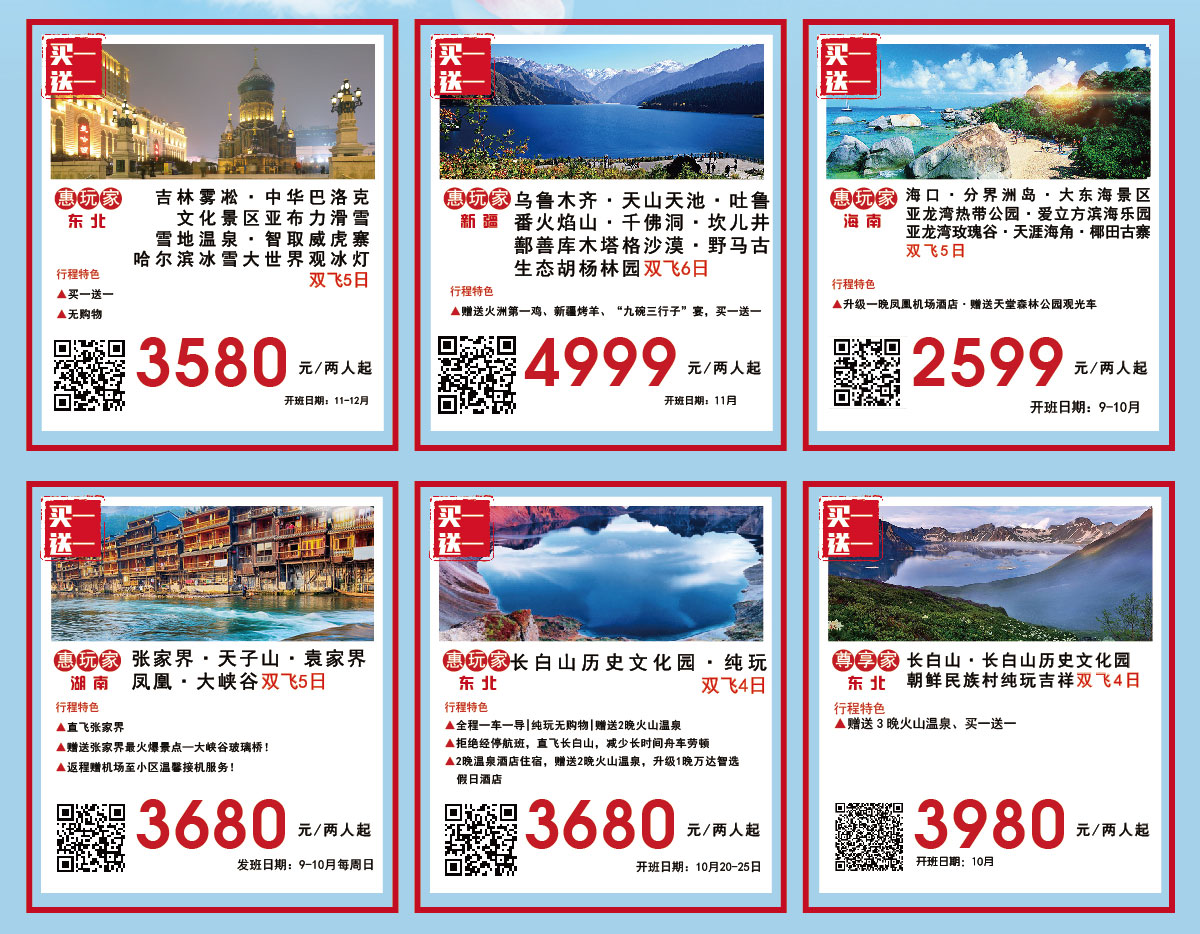 买一
送一
惠玩家
东北
吉林雾凇·中华巴洛克
文化景区亚布力滑雪
雪地温泉·智取威虎寨
哈尔滨冰雪大世界观冰灯
双飞5日
行程特色
▲买一送一
▲无购物
3580 元/两人起
开班日期：11-12月
买一
送一
惠玩家
新疆
乌鲁木齐·天山天池·吐鲁
番火焰山·千佛洞·坎儿井
鄯善库木塔格沙漠·野马古
生态胡杨林园双飞6日
行程特色
▲赠送火洲第一鸡、新疆烤羊、“九碗三行子”宴，买一送一
4999 元/两人起
开班日期：11月
买一
送一
惠玩家
海南
海口·分界洲岛·大东海景区
亚龙湾热带公园·爱立方滨海乐园
亚龙湾玫瑰谷·天涯海角·椰田古寨
双飞5日
行程特色
▲升级一晚凤凰机场酒店·赠送天堂森林公园观光车
2599 元/两人起
开班日期：9-10月
买一
送一
惠玩家
湖南
张家界·天子山·袁家界
凤凰·大峡谷双飞5日
行程特色
▲直飞张家界
▲赠送张家界最火爆景点—大峡谷玻璃桥！
▲返程赠机场至小区温馨接机服务！
3680 元/两人起
发班日期：9-10月每周日
买一
送一
惠玩家
东北
长白山历史文化园·纯玩
双飞4日
行程特色
▲全程一车一导|纯玩无购物|赠送2晚火山温泉
▲拒绝经停航班，直飞长白山，减少长时间舟车劳顿
▲2晚温泉酒店住宿，赠送2晚火山温泉，升级1晚万达智选
假日酒店
3680 元/两人起
开班日期：10月20-25日
买一
送一
尊享家
东北
长白山·长白山历史文化园
朝鲜民族村纯玩吉祥双飞4日
行程特色
▲赠送3晚火山温泉、买一送一
3980 元/两人起
开班日期：10月